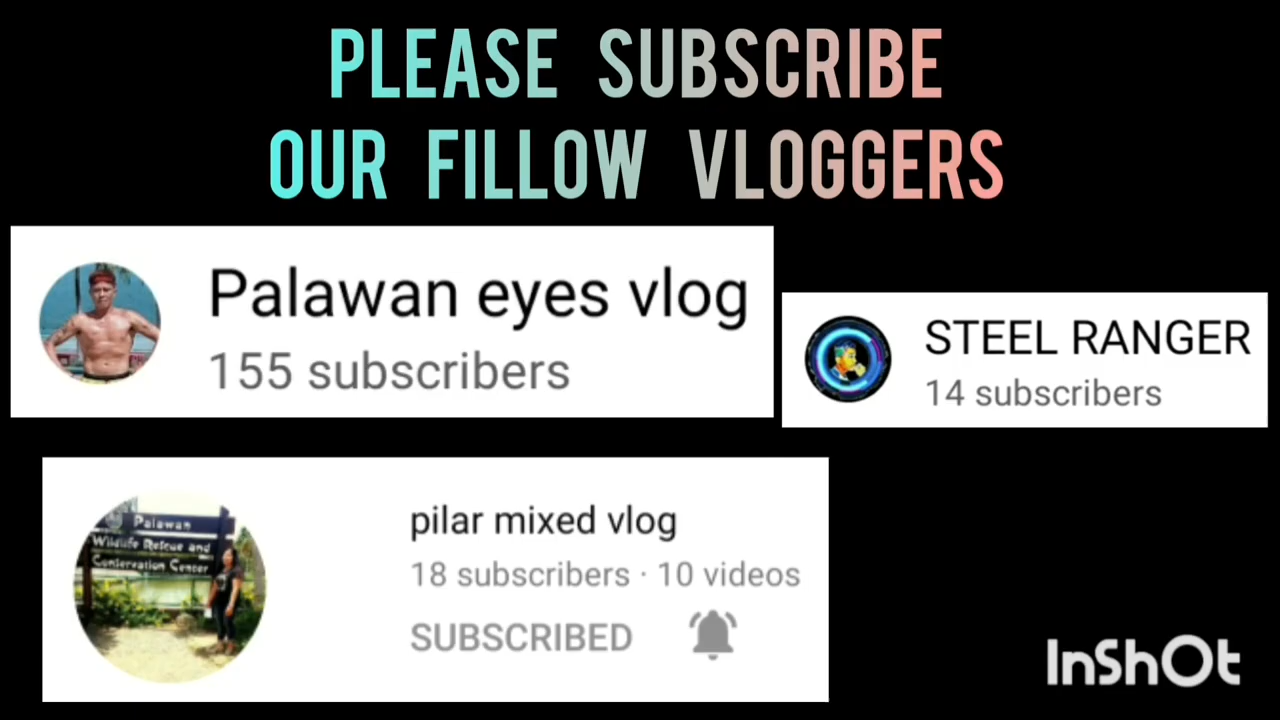 PLEASE SUBSCRIBE
OUR FILLOW VLOGGERS
Palawan eyes vlog
155 subscribers
STEEL RANGER
14 subscribers
Palawan
Wildlife Rescue and
Conservation Center
pilar mixed vlog
18 subscribers · 10 videos
SUBSCRIBED
InShOt